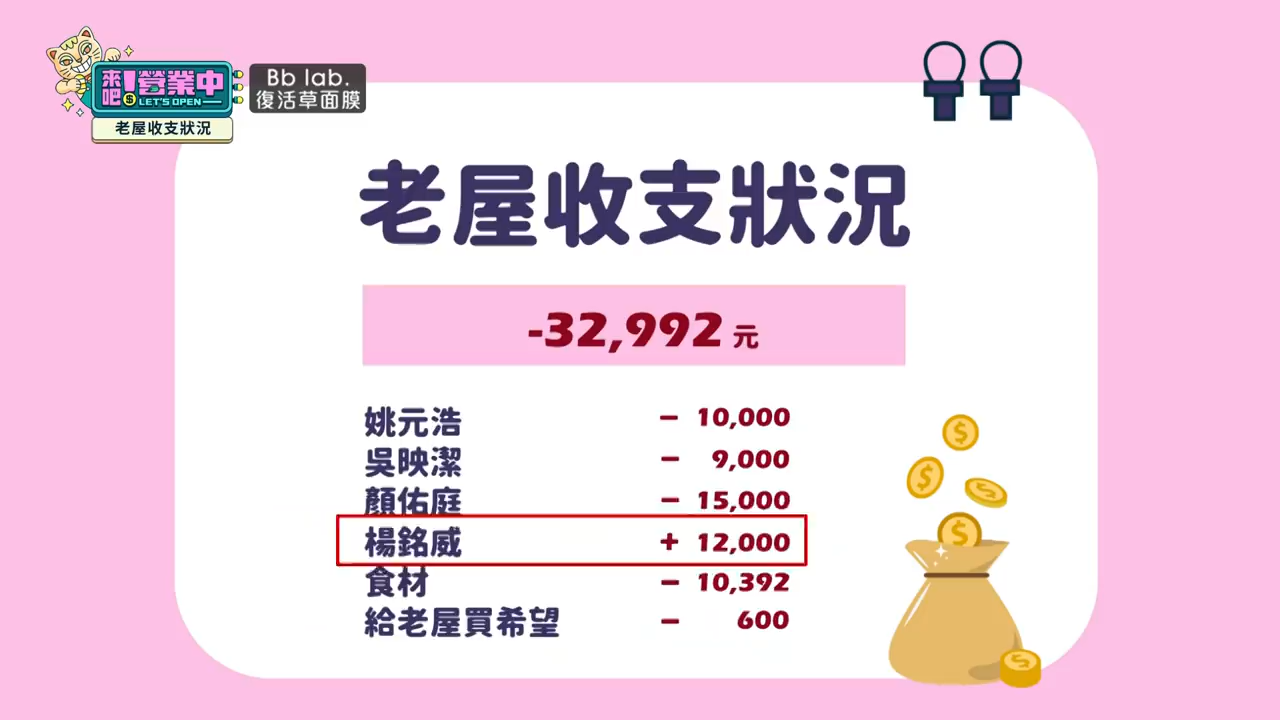 來吧!營業中
LET'S OPEN
老屋收支狀況
Bb lab.
復活草面膜
老屋收支狀況
-32,992 元
姚元浩 - 10,000
吳映潔 - 9,000
顏佑庭 - 15,000
楊銘威 + 12,000
食材 - 10,392
給老屋買希望 - 600